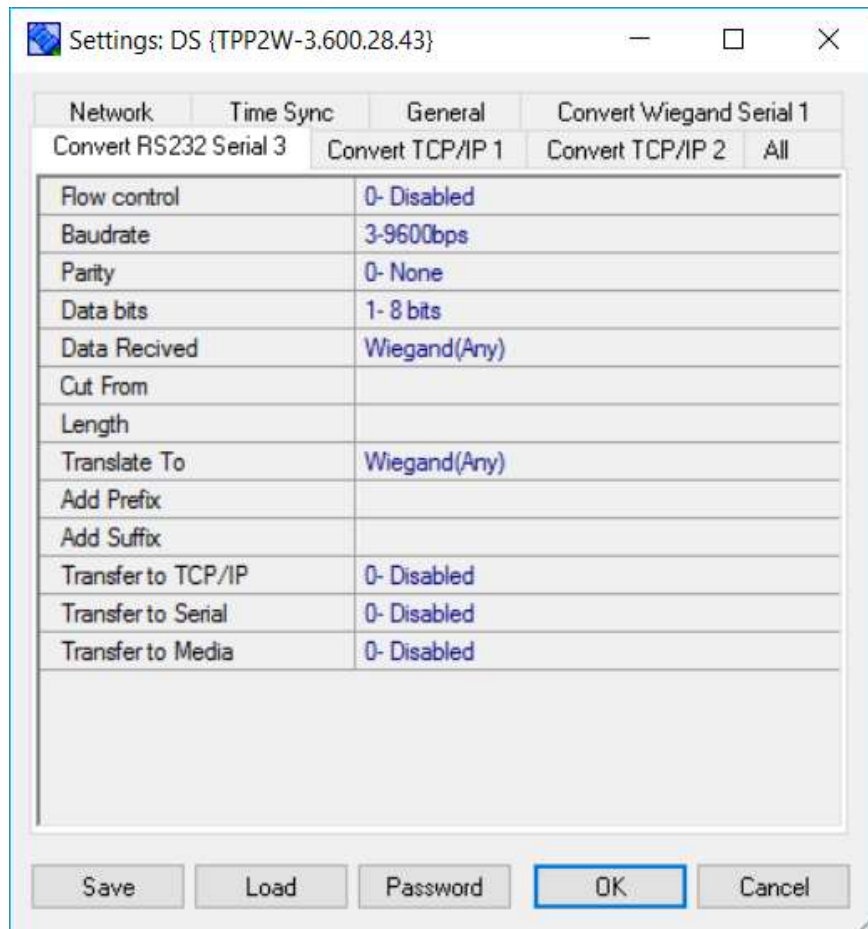 Settings: DS {TPP2W-3.600.28.43}
Network Time Sync General Convert Wiegand Serial 1
Convert RS232 Serial 3 Convert TCP/IP 1 Convert TCP/IP 2 All
Flow control 0- Disabled
Baudrate 3-9600bps
Parity 0- None
Data bits 1- 8 bits
Data Recived Wiegand(Any)
Cut From
Length
Translate To Wiegand(Any)
Add Prefix
Add Suffix
Transfer to TCP/IP 0- Disabled
Transfer to Serial 0- Disabled
Transfer to Media 0- Disabled
Save Load Password OK Cancel